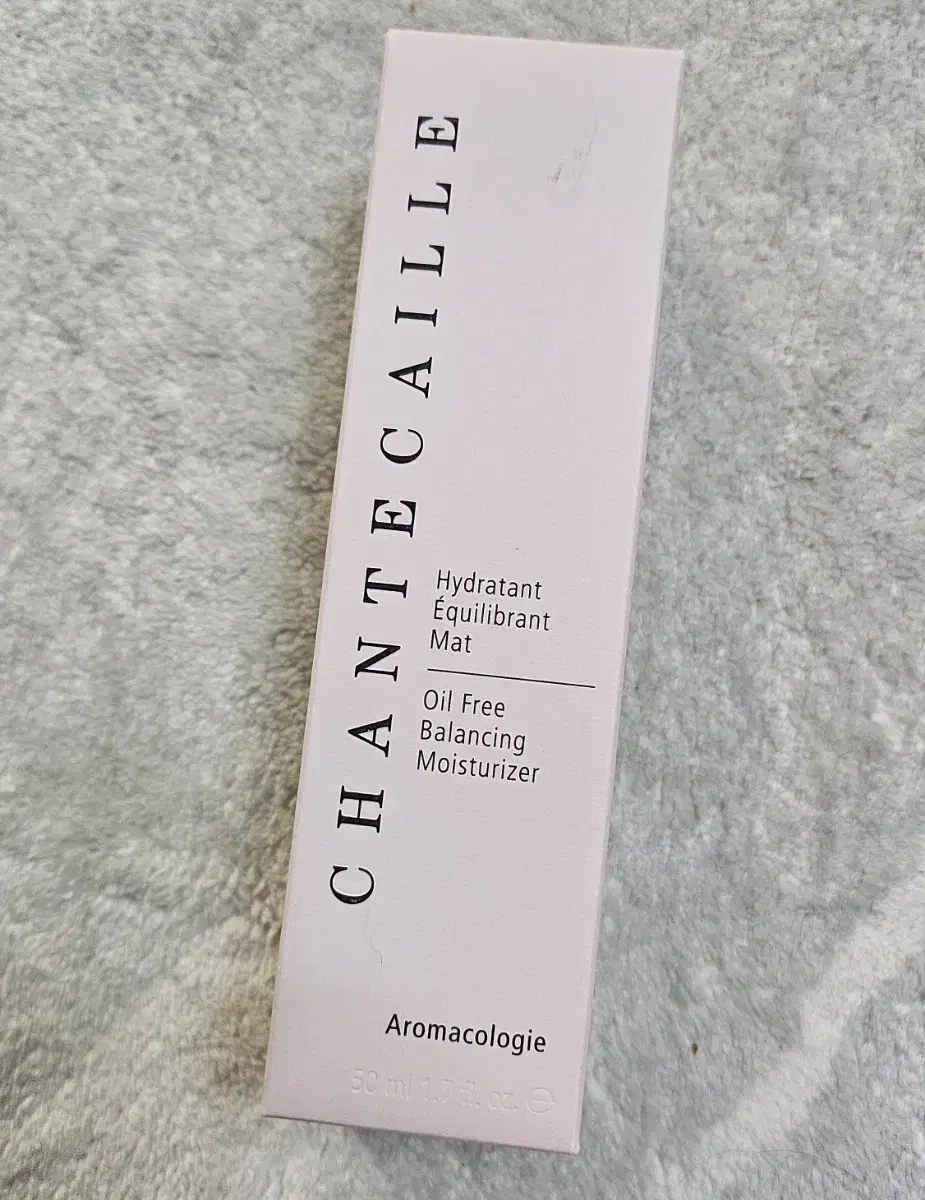 CHANTECAILLE
Hydratant
Équilibrant
Mat
Oil Free
Balancing
Moisturizer
Aromacologie
50 ml 1.7 fl. oz. ℮